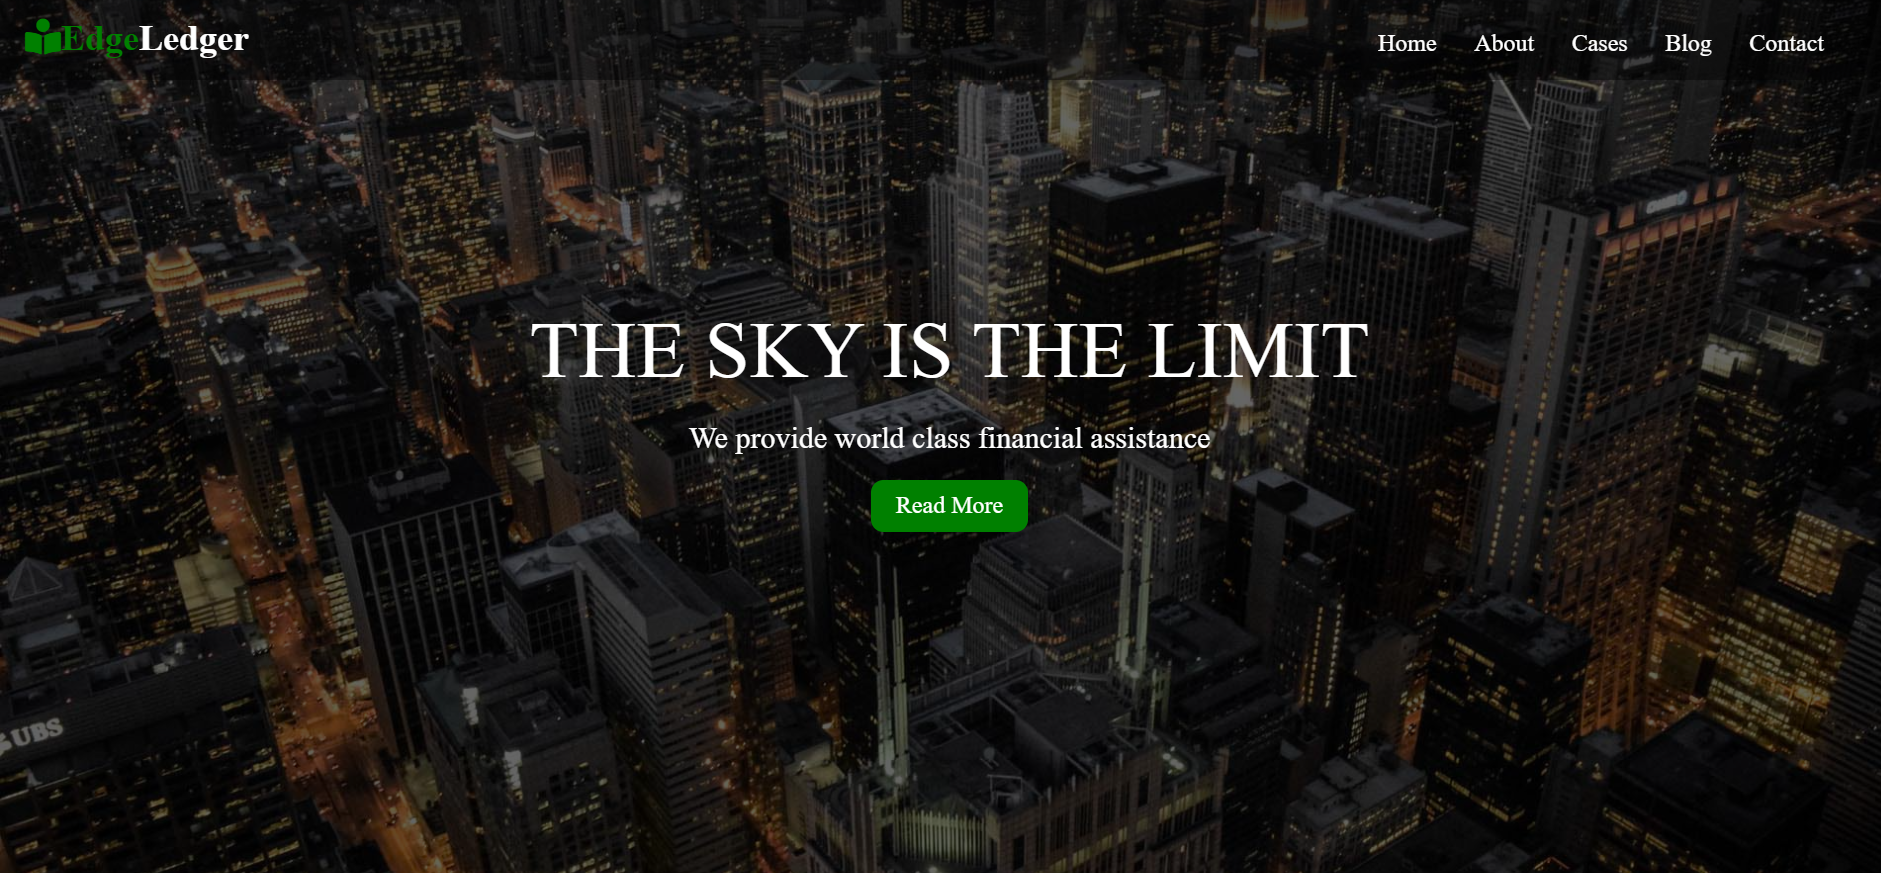 EdgeLedger
Home About Cases Blog Contact
THE SKY IS THE LIMIT
We provide world class financial assistance
Read More
UBS